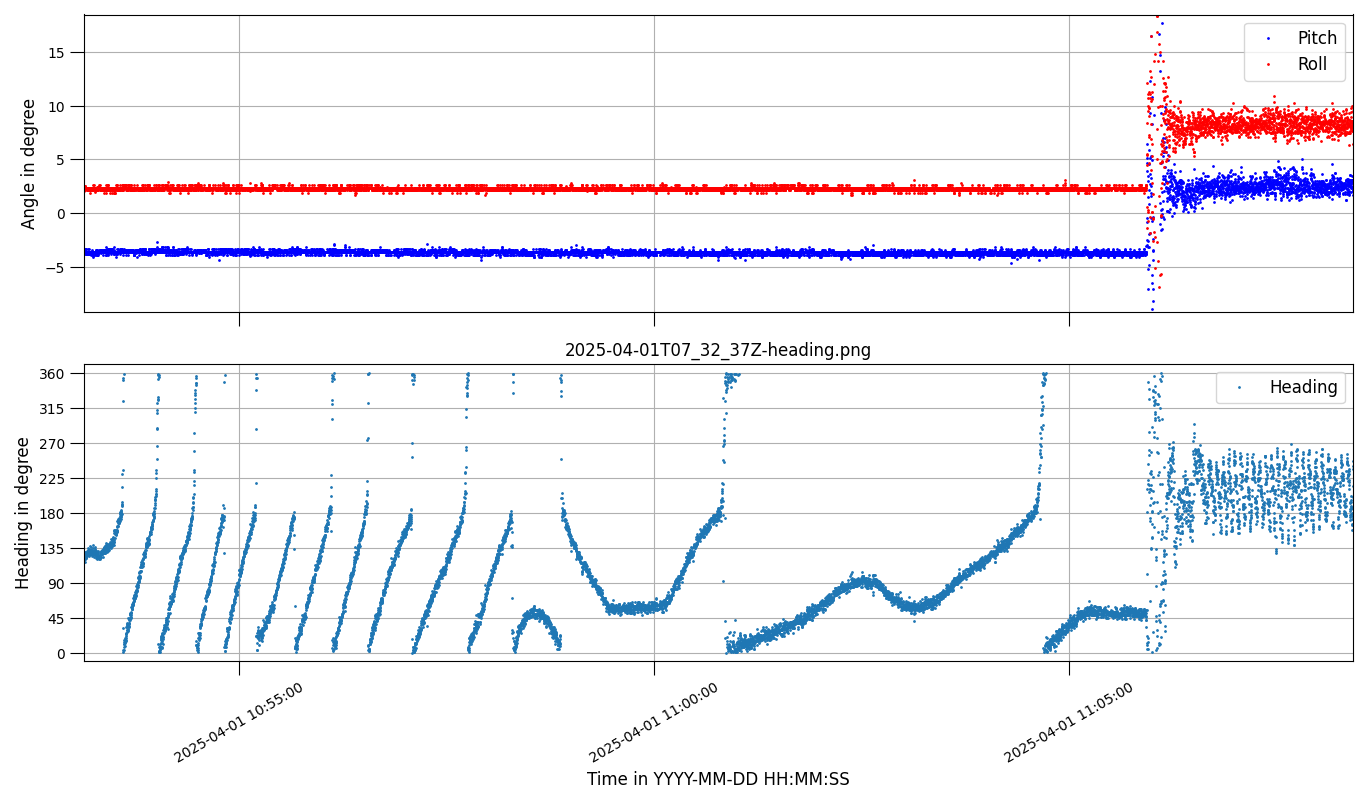 15
10
5
0
−5
Angle in degree
Pitch
Roll
2025-04-01T07_32_37Z-heading.png
360
315
270
225
180
135
90
45
0
Heading in degree
Heading
2025-04-01 10:55:00
2025-04-01 11:00:00
2025-04-01 11:05:00
Time in YYYY-MM-DD HH:MM:SS